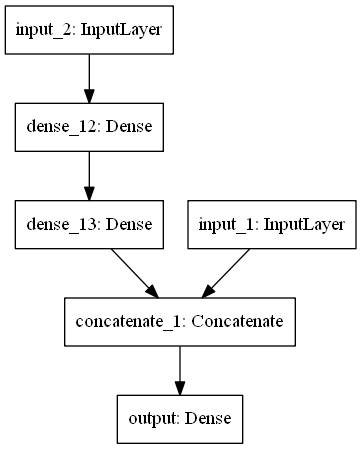 input_2: InputLayer
dense_12: Dense
dense_13: Dense
input_1: InputLayer
concatenate_1: Concatenate
output: Dense